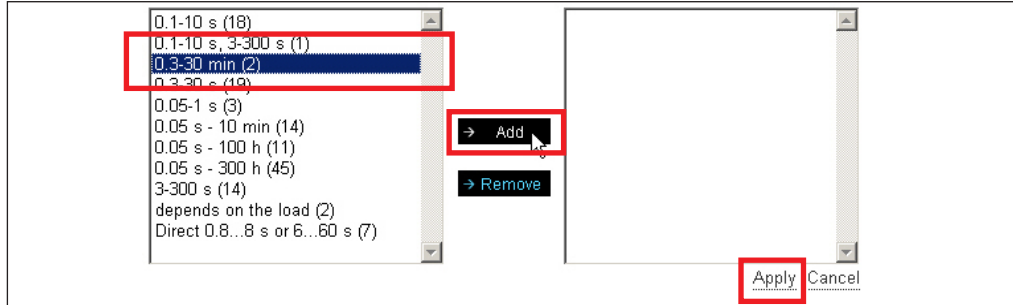 0.1-10 s (18)
0.1-10 s, 3-300 s (1)
0.3-30 min (2)
0.3-30 s (19)
0.05-1 s (3)
0.05 s - 10 min (14)
0.05 s - 100 h (11)
0.05 s - 300 h (45)
3-300 s (14)
depends on the load (2)
Direct 0.8...8 s or 6...60 s (7)
→ Add
→ Remove
Apply Cancel